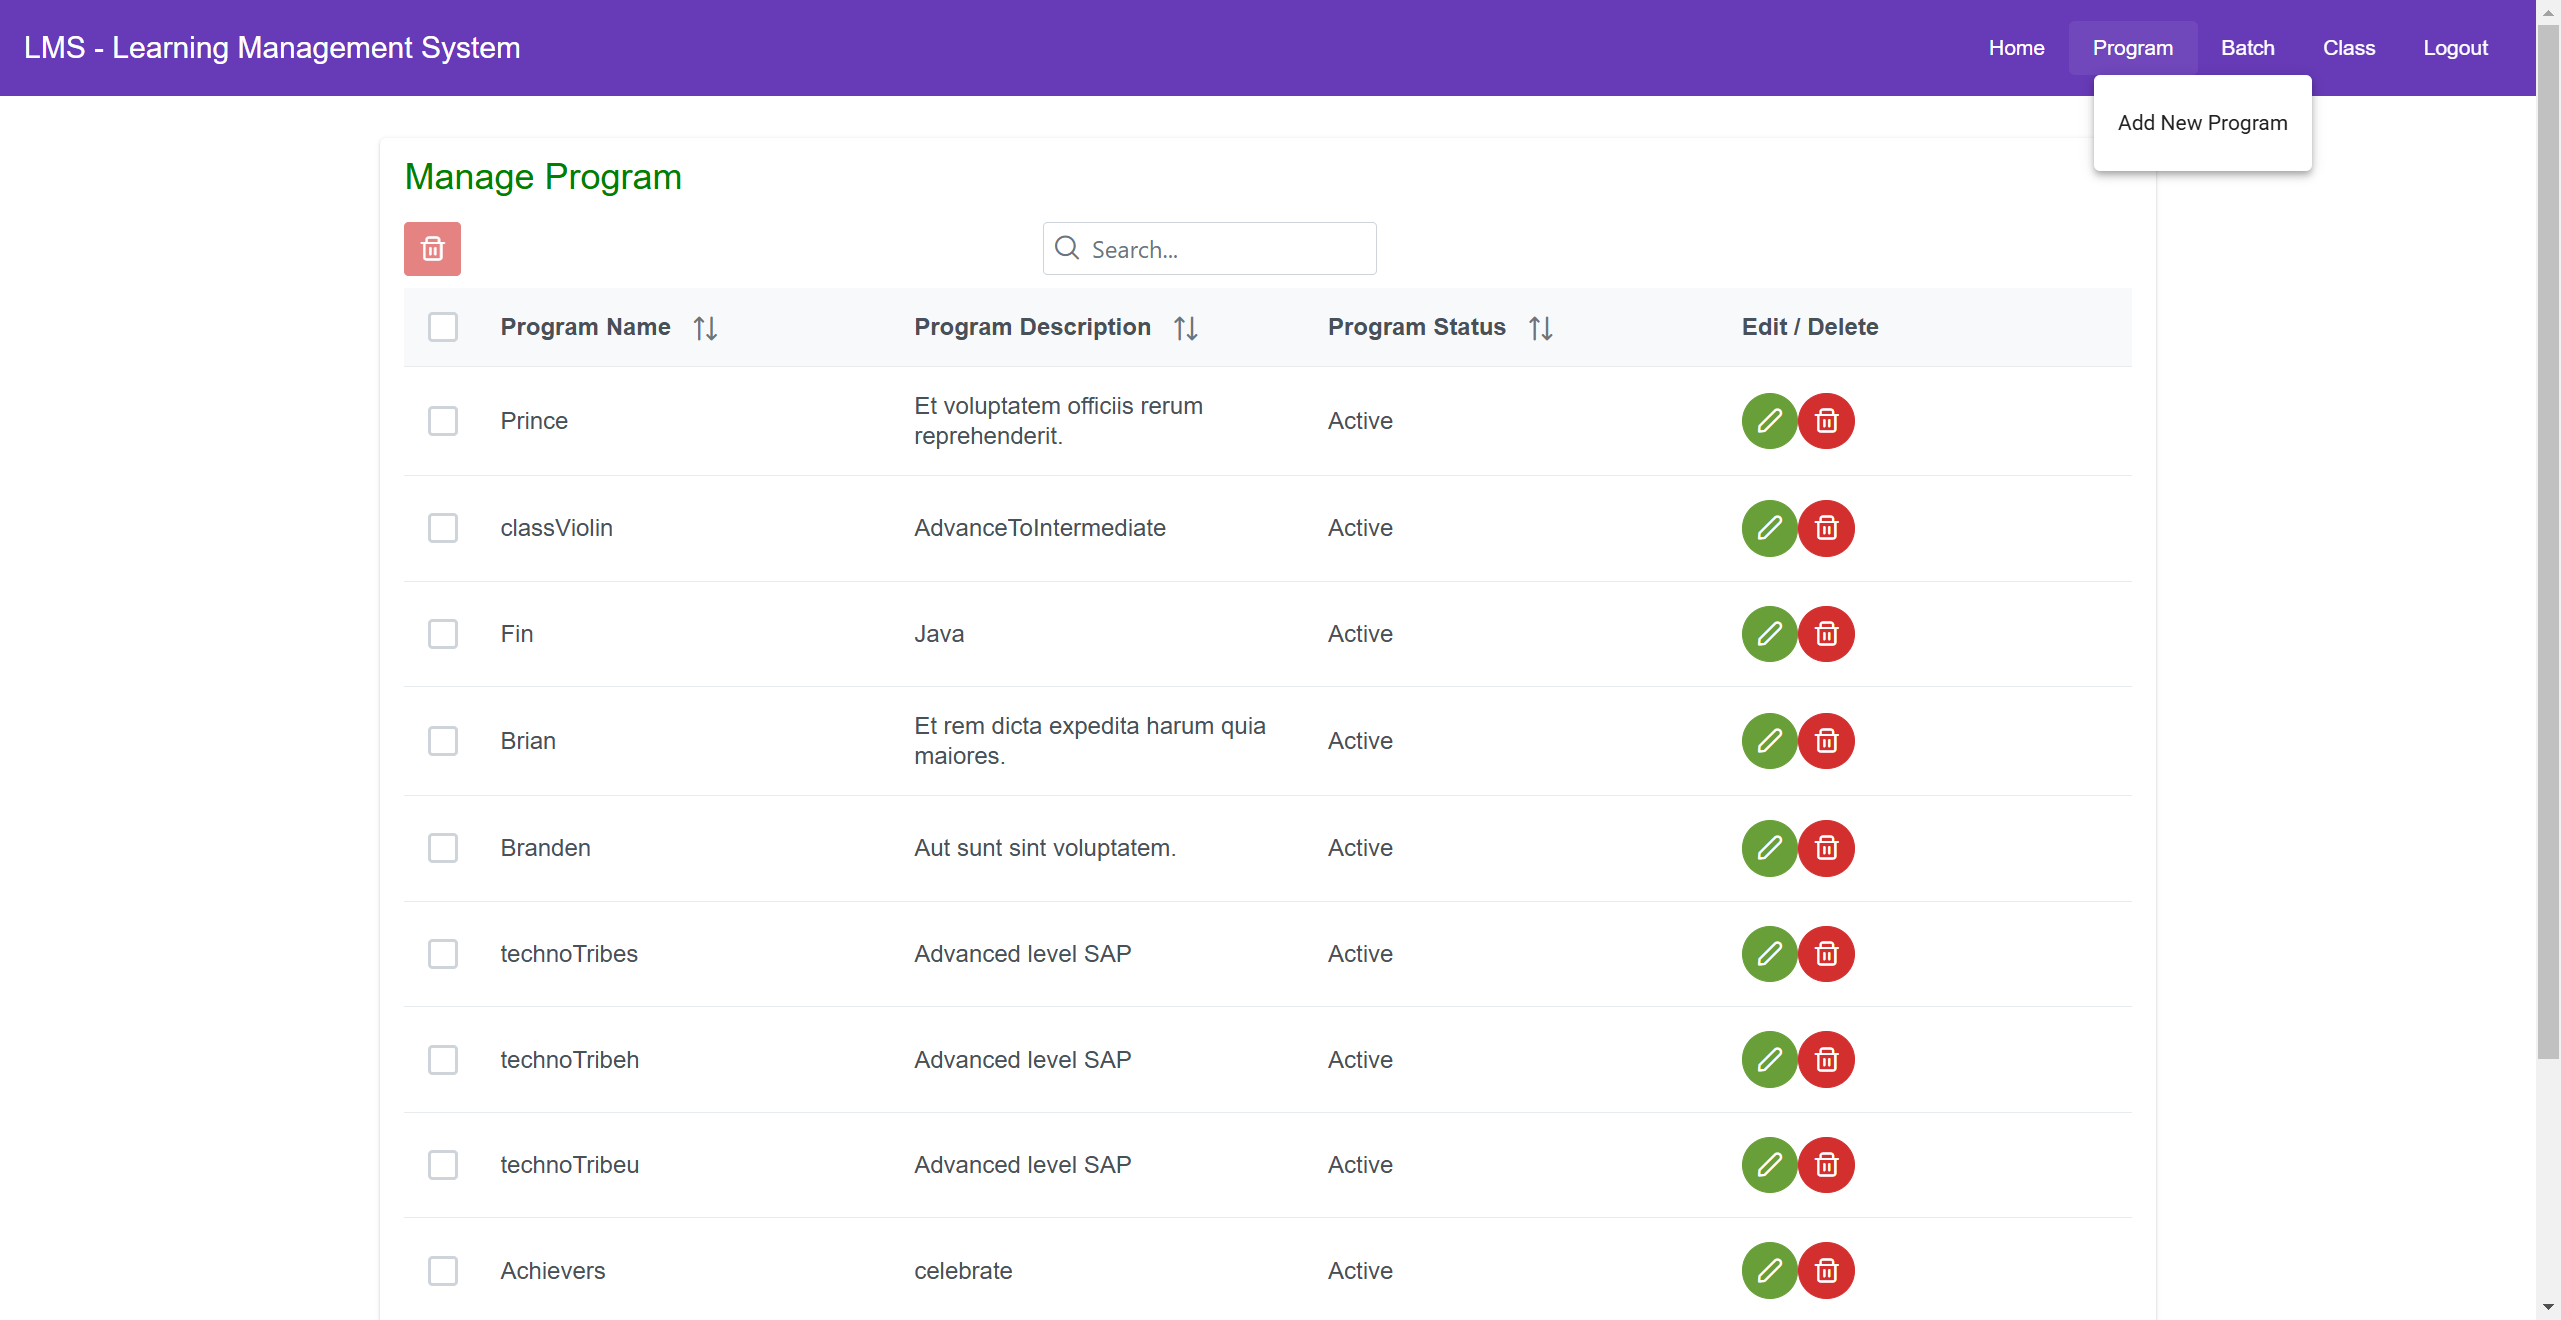 LMS - Learning Management System
Home Program Batch Class Logout
Add New Program
Manage Program
Search...
Program Name Program Description Program Status Edit / Delete
Prince
Et voluptatem officiis rerum
reprehenderit.
Active
classViolin AdvanceToIntermediate Active
Fin Java Active
Brian
Et rem dicta expedita harum quia
maiores.
Active
Branden Aut sunt sint voluptatem. Active
technoTribes Advanced level SAP Active
technoTribeh Advanced level SAP Active
technoTribeu Advanced level SAP Active
Achievers celebrate Active